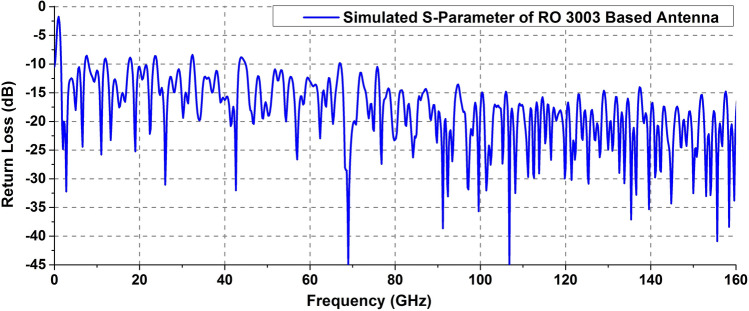 Simulated S-Parameter of RO 3003 Based Antenna
Return Loss (dB)
0
-5
-10
-15
-20
-25
-30
-35
-40
-45
0 20 40 60 80 100 120 140 160
Frequency (GHz)